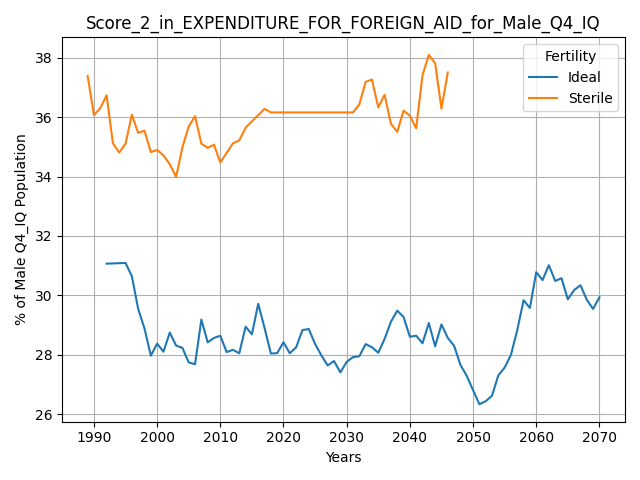 Score_2_in_EXPENDITURE_FOR_FOREIGN_AID_for_Male_Q4_IQ
Fertility
Ideal
Sterile
% of Male Q4_IQ Population
38
36
34
32
30
28
26
1990 2000 2010 2020 2030 2040 2050 2060 2070
Years